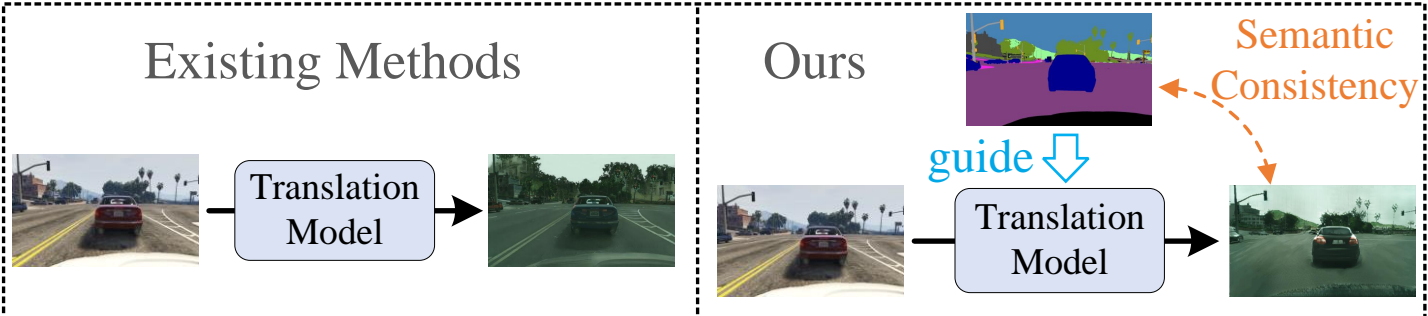 Existing Methods
Translation
Model
Ours
Semantic
Consistency
guide
Translation
Model